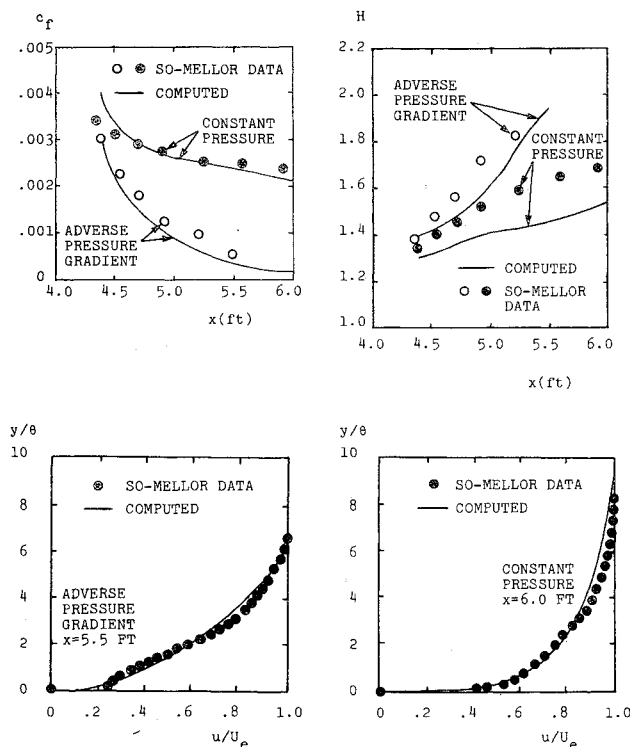 c_f
.005
.004
.003
.002
.001
0
4.0
4.5
5.0
5.5
6.0
x(ft)
SO-MELLOR DATA
COMPUTED
CONSTANT
PRESSURE
ADVERSE
PRESSURE
GRADIENT
H
2.2
2.0
1.8
1.6
1.4
1.2
1.0
4.0
4.5
5.0
5.5
6.0
x(ft)
ADVERSE
PRESSURE
GRADIENT
CONSTANT
PRESSURE
COMPUTED
SO-MELLOR
DATA
y/θ
10
8
6
4
2
0
0
.2
.4
.6
.8
1.0
u/U_e
SO-MELLOR DATA
COMPUTED
ADVERSE
PRESSURE
GRADIENT
x=5.5 FT
y/θ
10
8
6
4
2
0
0
.2
.4
.6
.8
1.0
u/U_e
SO-MELLOR DATA
COMPUTED
CONSTANT
PRESSURE
x=6.0 FT